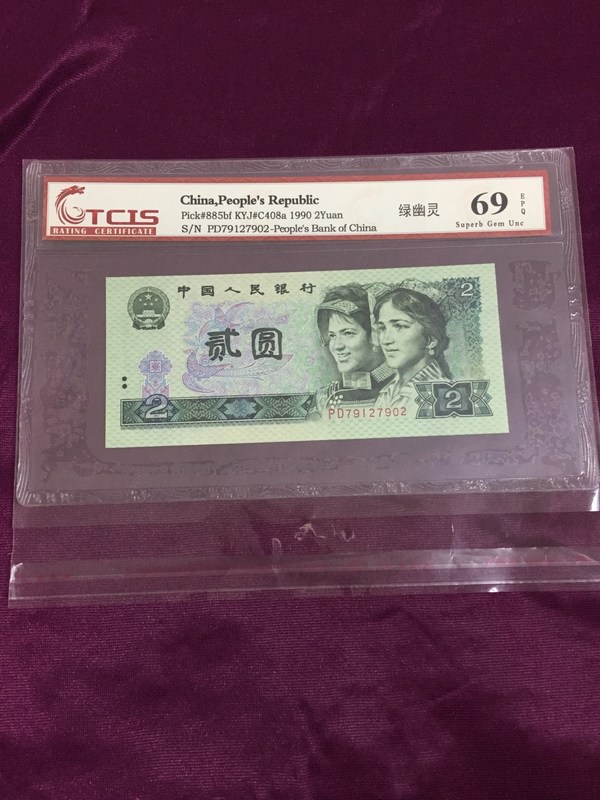 TCIS
RATING CERTIFICATE
China,People's Republic
Pick#885bf KYJ#C408a 1990 2Yuan
S/N PD79127902-People's Bank of China
绿幽灵
69
EPQ
Superb Gem Unc
中国人民银行
2
贰圆
2
PD79127902
2